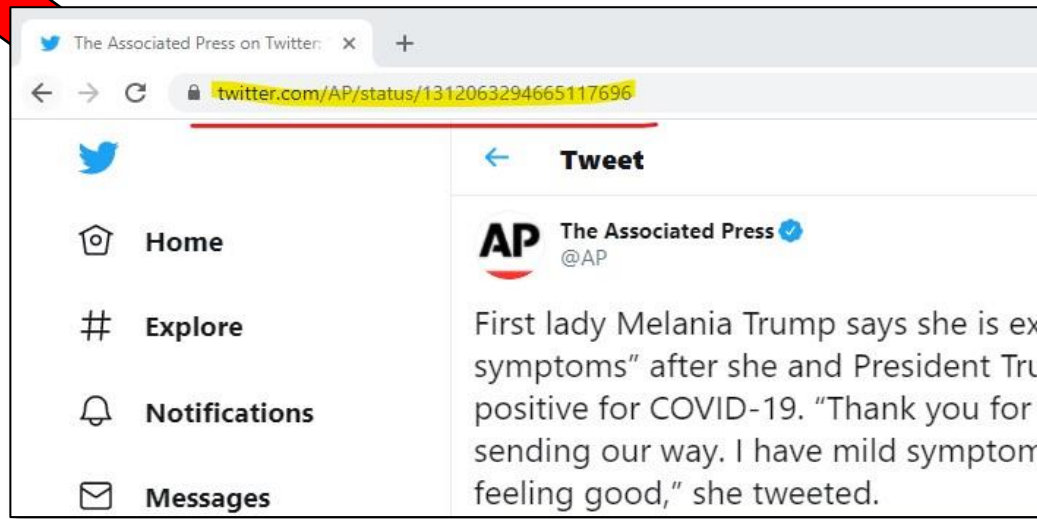 The Associated Press on Twitter:
twitter.com/AP/status/1312063294665117696
Tweet
AP
The Associated Press
@AP
Home
Explore
Notifications
Messages
First lady Melania Trump says she is ex
symptoms” after she and President Tru
positive for COVID-19. “Thank you for
sending our way. I have mild symptom
feeling good,” she tweeted.